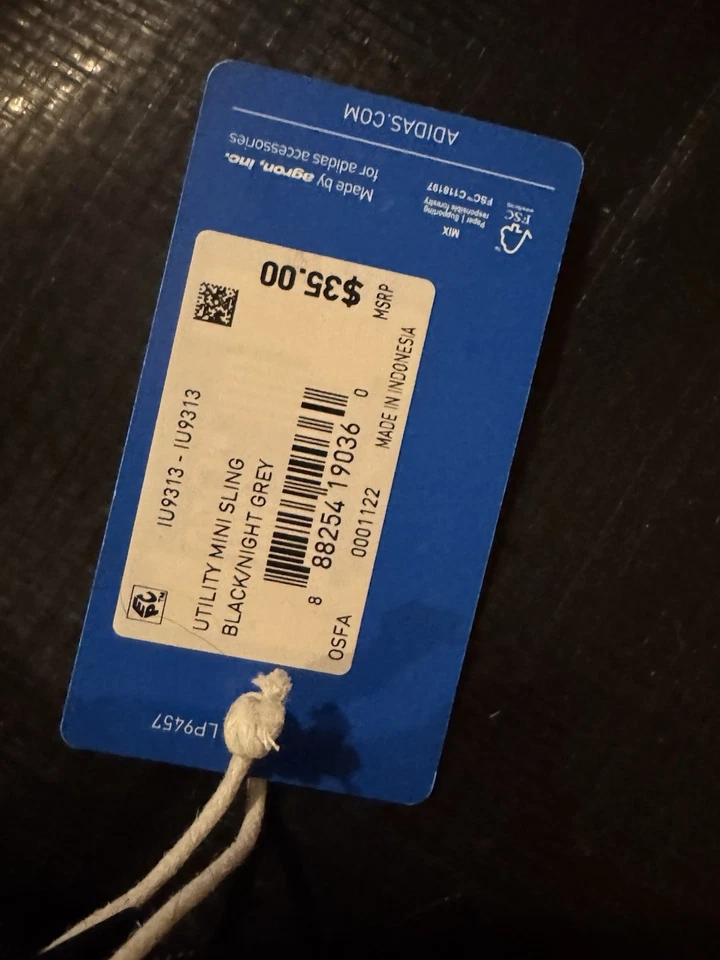 ADIDAS.COM
Made by agron, inc.
for adidas accessories
FSC™ C118197
MIX
Paper | Supporting
responsible forestry
FSC
$35.00
MSRP
IU9313 - IU9313
UTILITY MINI SLING
BLACK/NIGHT GREY
8 88254 19036 0
OSFA 0001122 MADE IN INDONESIA
LP9457